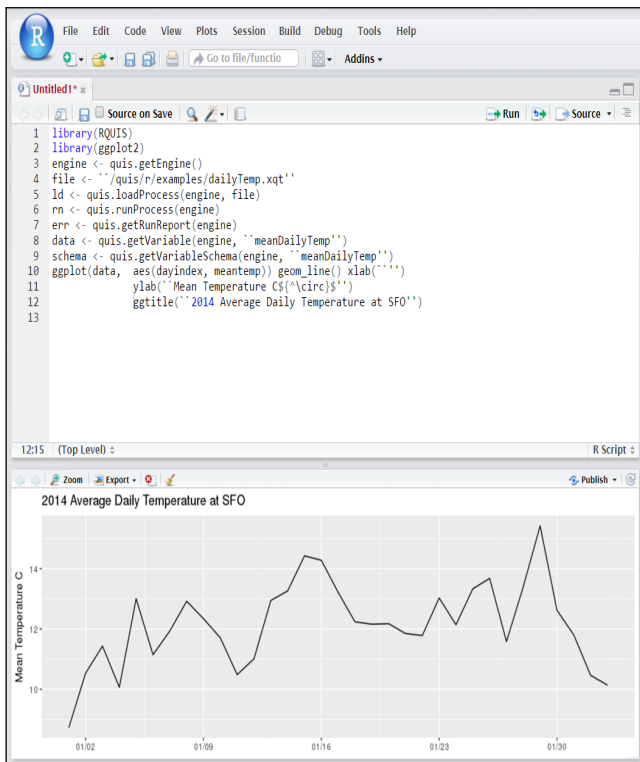 R File Edit Code View Plots Session Build Debug Tools Help
Go to file/functio Addins
Untitled1* x
Source on Save Run Source
1 library(RQUIS)
2 library(ggplot2)
3 engine <- quis.getEngine()
4 file <- ``/quis/r/examples/dailyTemp.xqt''
5 ld <- quis.loadProcess(engine, file)
6 rn <- quis.runProcess(engine)
7 err <- quis.getRunReport(engine)
8 data <- quis.getVariable(engine, ``meanDailyTemp'')
9 schema <- quis.getVariableSchema(engine, ``meanDailyTemp'')
10 ggplot(data, aes(dayindex, meantemp)) geom_line() xlab(``'')
11 ylab(``Mean Temperature C${^\circ}$'')
12 ggtitle(``2014 Average Daily Temperature at SFO'')
13
12:15 (Top Level) R Script
Zoom Export Publish
2014 Average Daily Temperature at SFO
Mean Temperature C
14
12
10
01/02 01/09 01/16 01/23 01/30